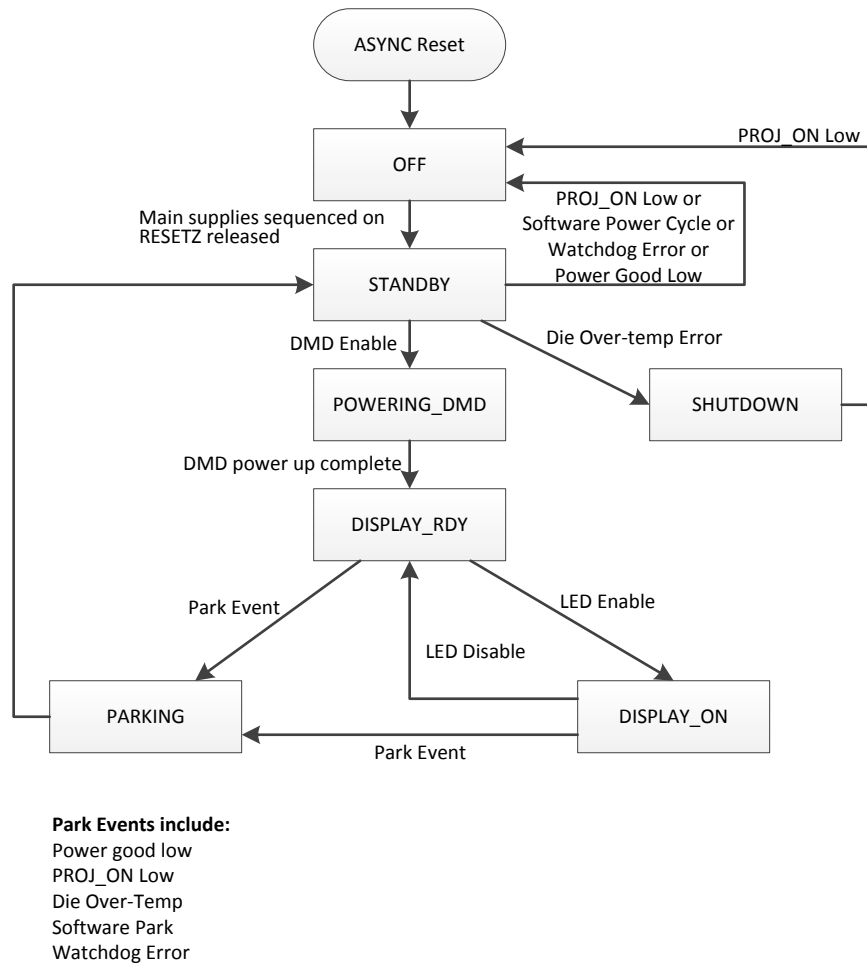 ASYNC Reset
PROJ_ON Low
OFF
Main supplies sequenced on
RESETZ released
PROJ_ON Low or
Software Power Cycle or
Watchdog Error or
Power Good Low
STANDBY
DMD Enable
Die Over-temp Error
POWERING_DMD
SHUTDOWN
DMD power up complete
DISPLAY_RDY
Park Event
LED Enable
LED Disable
PARKING
DISPLAY_ON
Park Event
Park Events include:
Power good low
PROJ_ON Low
Die Over-Temp
Software Park
Watchdog Error